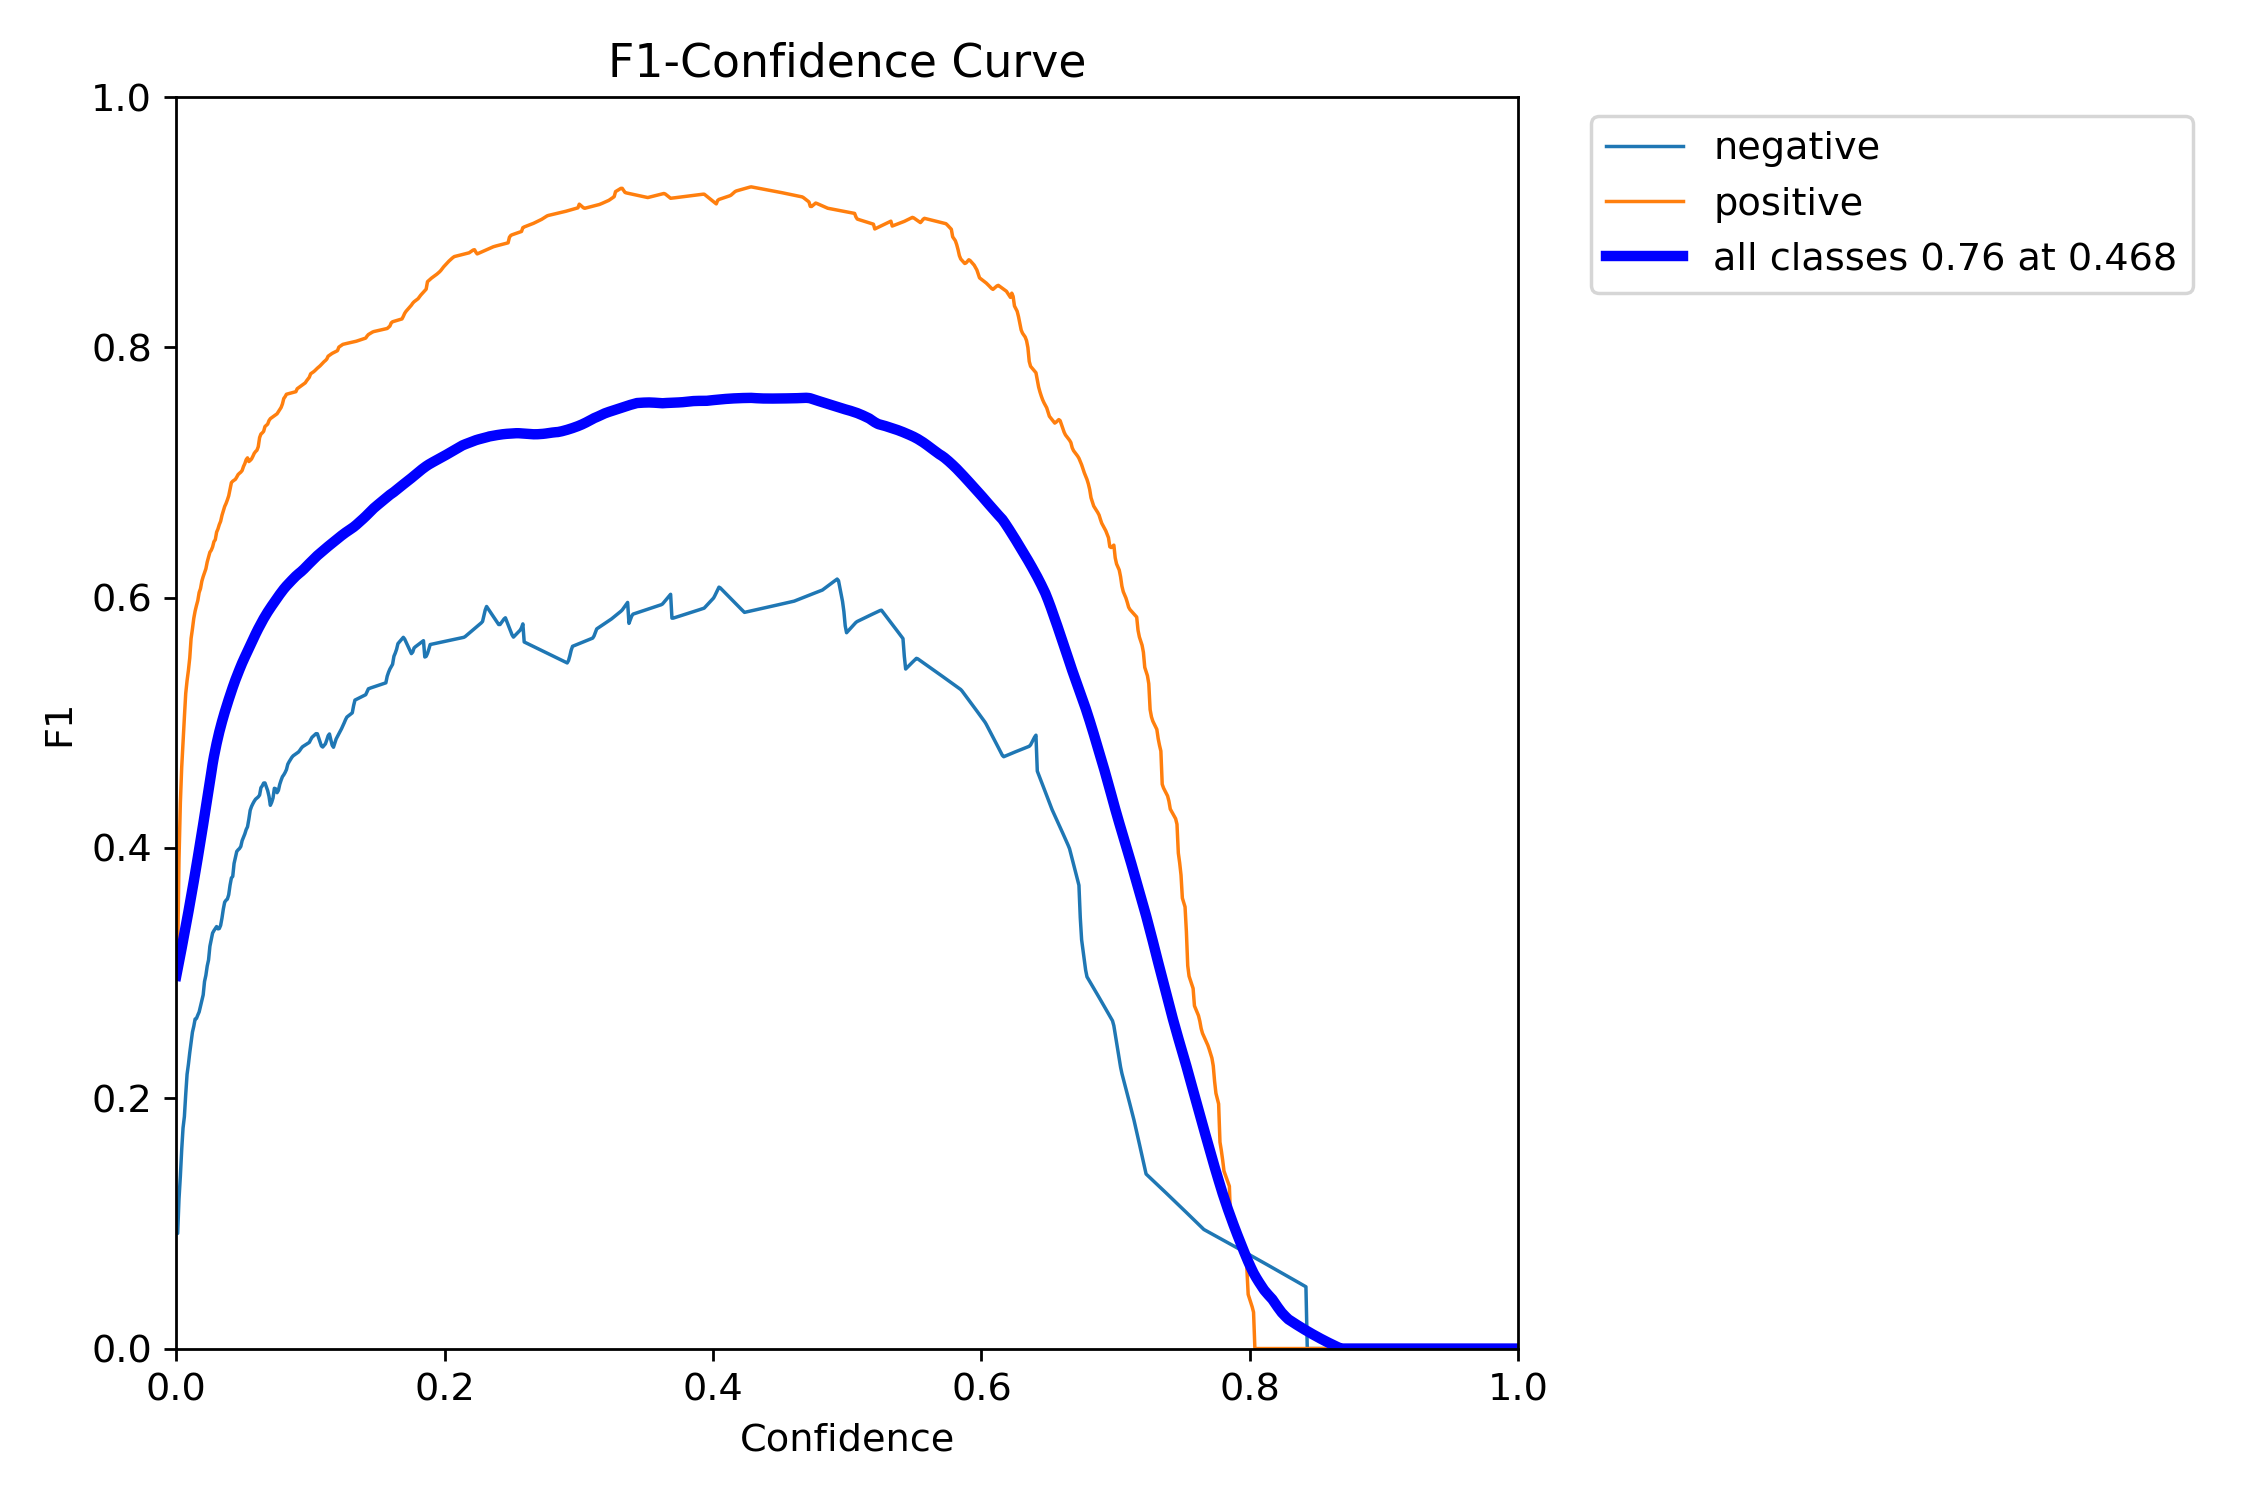 F1-Confidence Curve
1.0
0.8
0.6
0.4
0.2
0.0
F1
0.0 0.2 0.4 0.6 0.8 1.0
Confidence
negative
positive
all classes 0.76 at 0.468